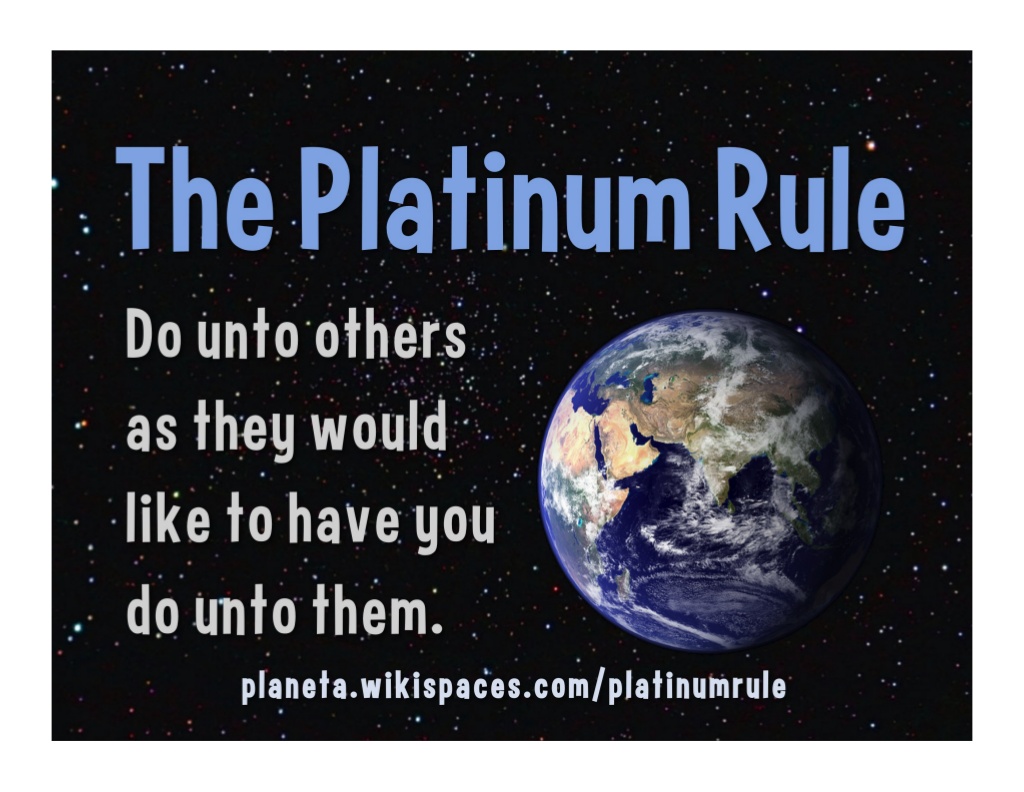 The Platinum Rule
Do unto others
as they would
like to have you
do unto them.
planeta.wikispaces.com/platinumrule